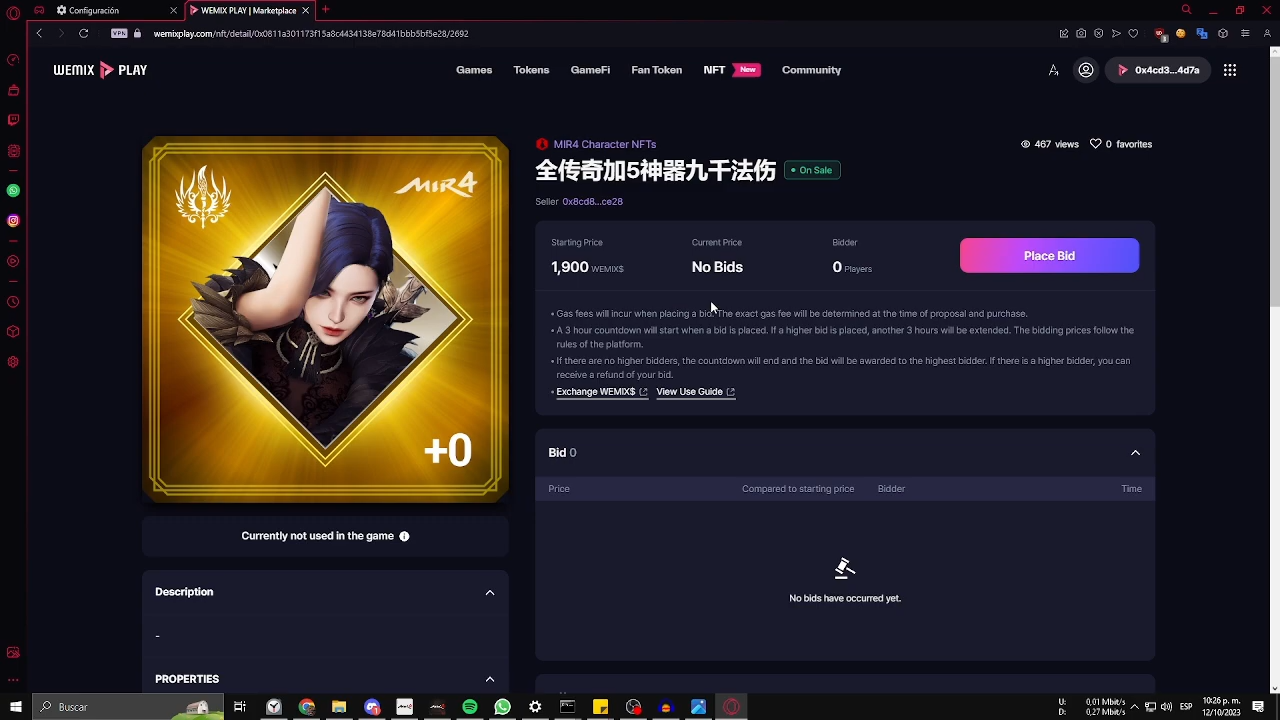 Configuración
WEMIX PLAY | Marketplace
VPN
wemixplay.com/nft/detail/0x0811a301173f15a8c4434138e78d41bbb5bf5e28/2692
WEMIX PLAY
Games
Tokens
GameFi
Fan Token
NFT
New
Community
0x4cd3...4d7a
MIR4
+0
Currently not used in the game
Description
-
PROPERTIES
MIR4 Character NFTs
467 views
0 favorites
全传奇加5神器九千法伤
On Sale
Seller 0x8cd8...ce28
Starting Price
Current Price
Bidder
1,900 WEMIX$
No Bids
0 Players
Place Bid
• Gas fees will incur when placing a bid. The exact gas fee will be determined at the time of proposal and purchase.
• A 3 hour countdown will start when a bid is placed. If a higher bid is placed, another 3 hours will be extended. The bidding prices follow the
rules of the platform.
• If there are no higher bidders, the countdown will end and the bid will be awarded to the highest bidder. If there is a higher bidder, you can
receive a refund of your bid.
• Exchange WEMIX$ View Use Guide
Bid 0
Price
Compared to starting price
Bidder
Time
No bids have occurred yet.
Buscar
U: 0,01 Mbit/s
D: 0,27 Mbit/s
ESP
10:26 p. m.
12/10/2023